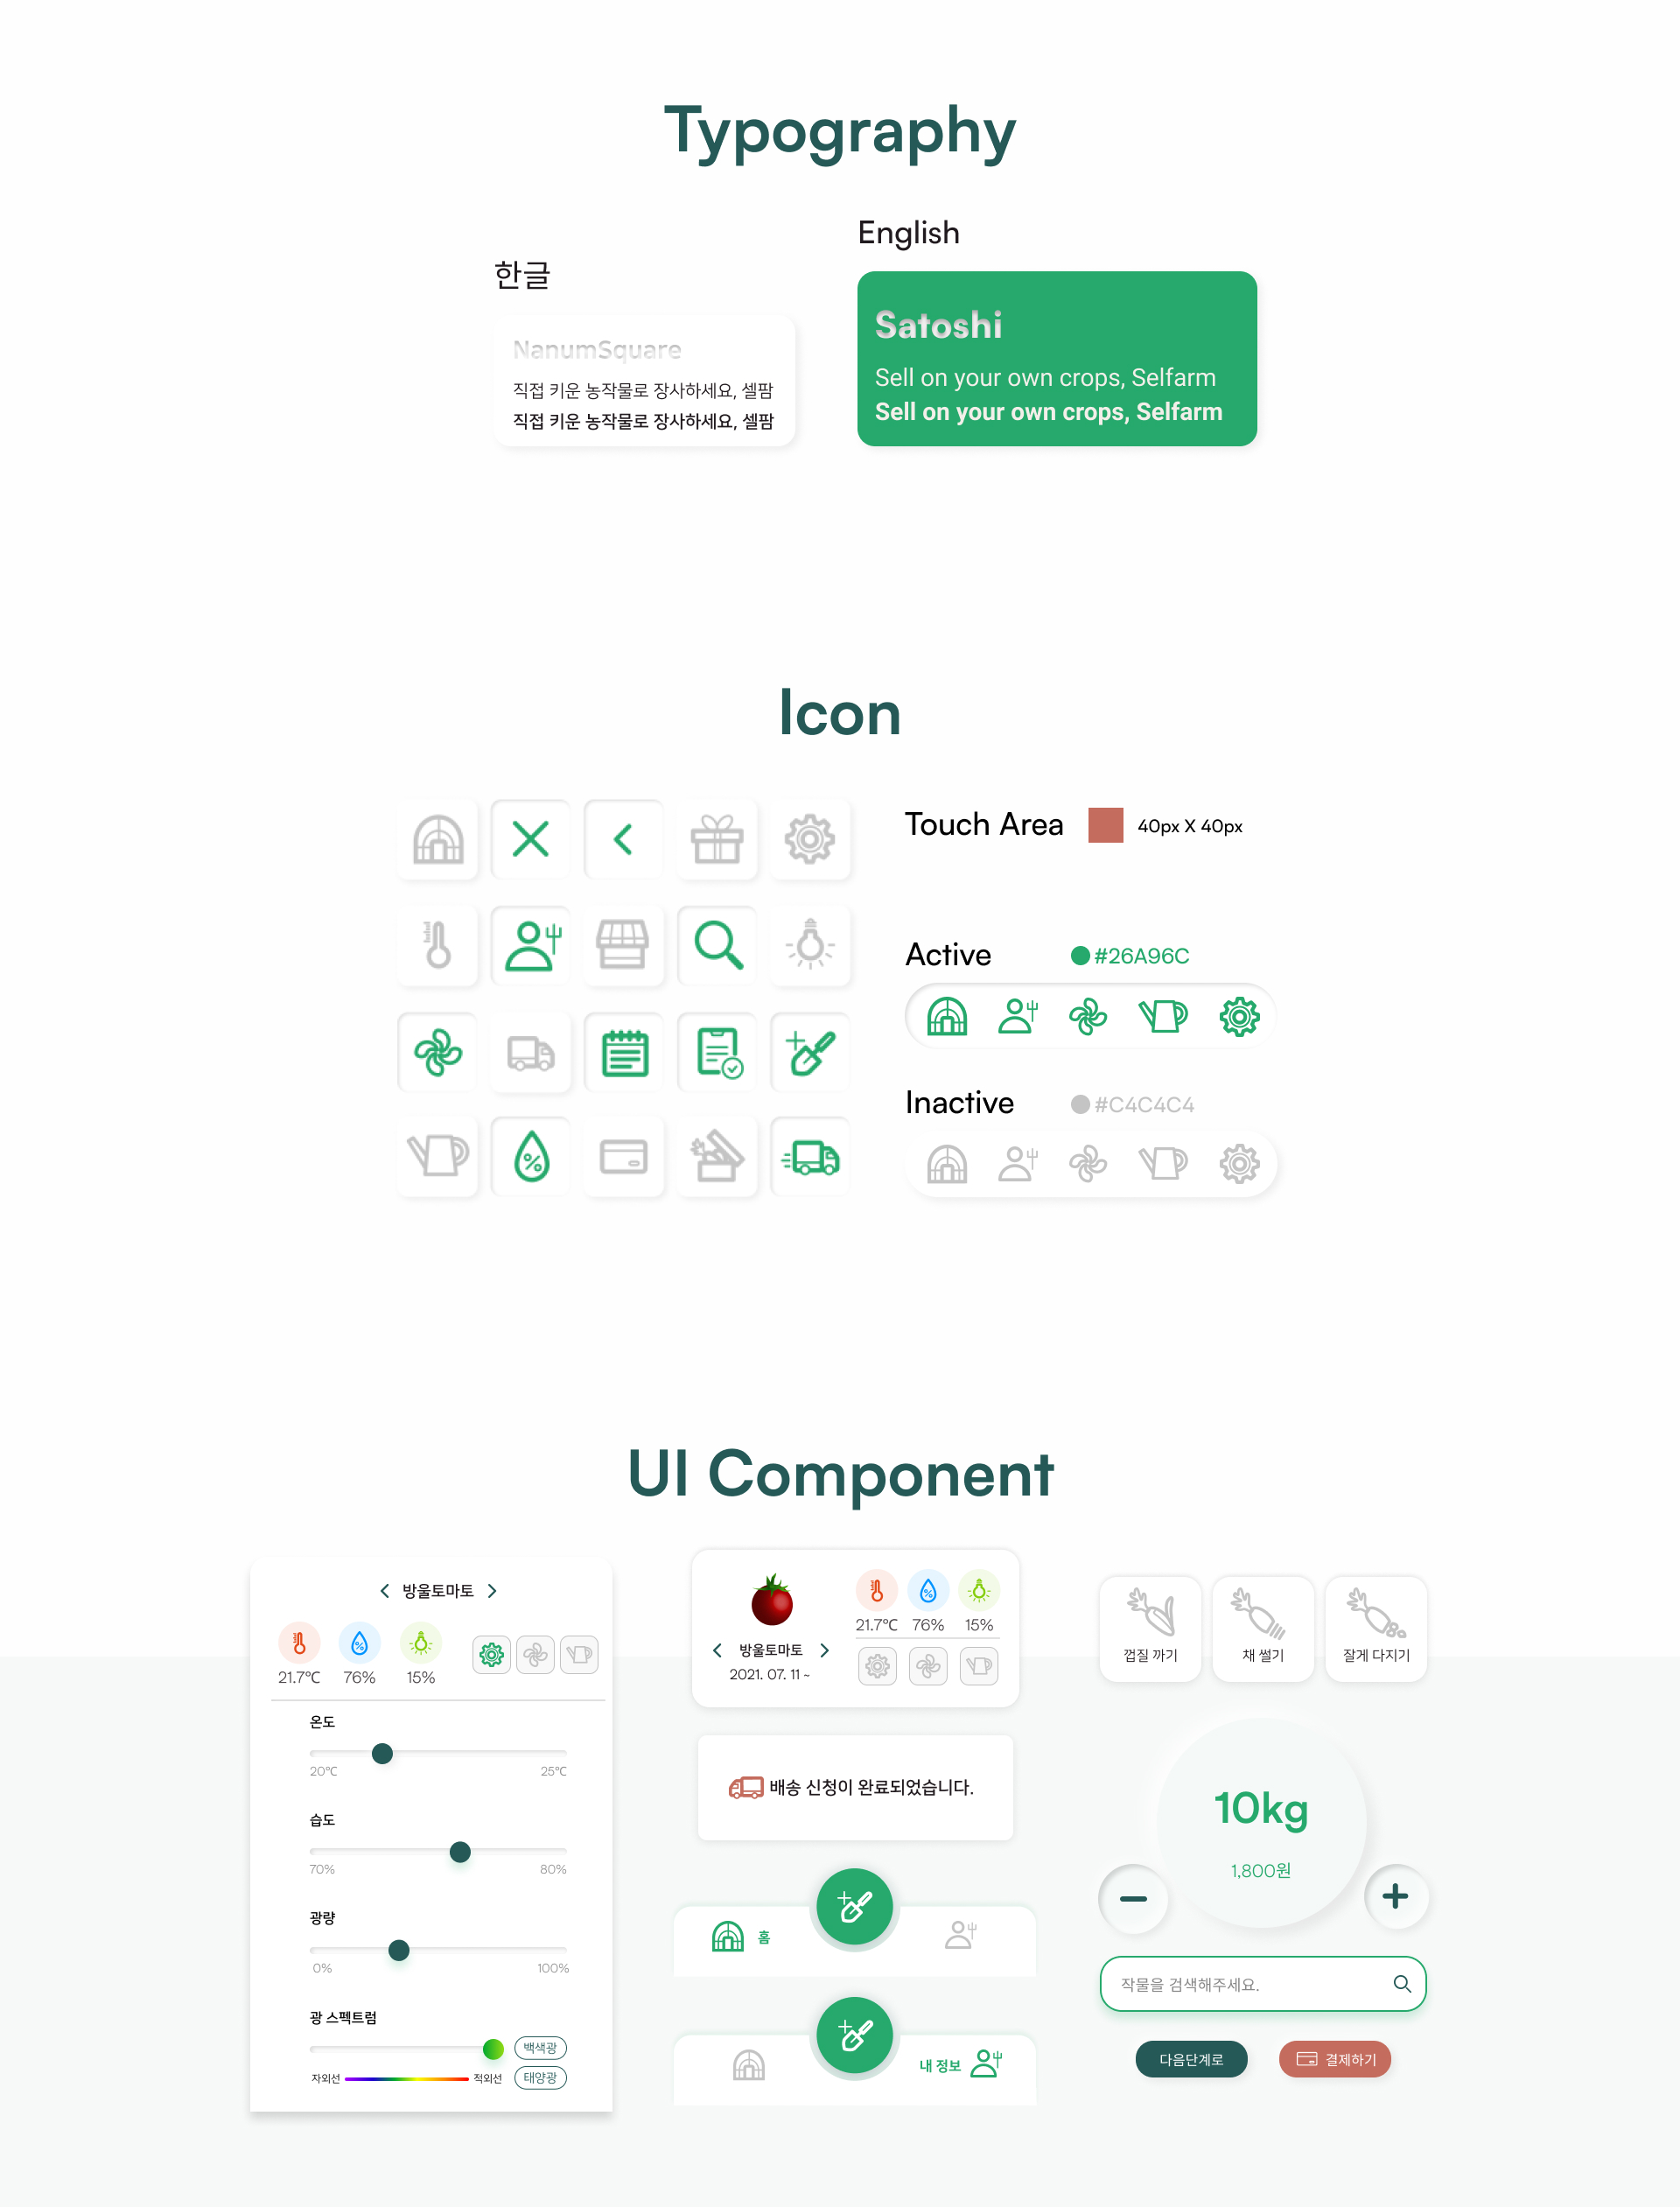 Typography
한글
NanumSquare
직접 키운 농작물로 장사하세요, 셀팜
직접 키운 농작물로 장사하세요, 셀팜
English
Satoshi
Sell on your own crops, Selfarm
Sell on your own crops, Selfarm
Icon
Touch Area 40px X 40px
Active #26A96C
Inactive #C4C4C4
UI Component
방울토마토
21.7℃ 76% 15%
온도
20℃ 25℃
습도
70% 80%
광량
0% 100%
광 스펙트럼
백색광
자외선 적외선 태양광
21.7℃ 76% 15%
방울토마토
2021. 07. 11 ~
배송 신청이 완료되었습니다.
홈
내 정보
껍질 까기 채 썰기 잘게 다지기
10kg
1,800원
작물을 검색해주세요.
다음단계로 결제하기